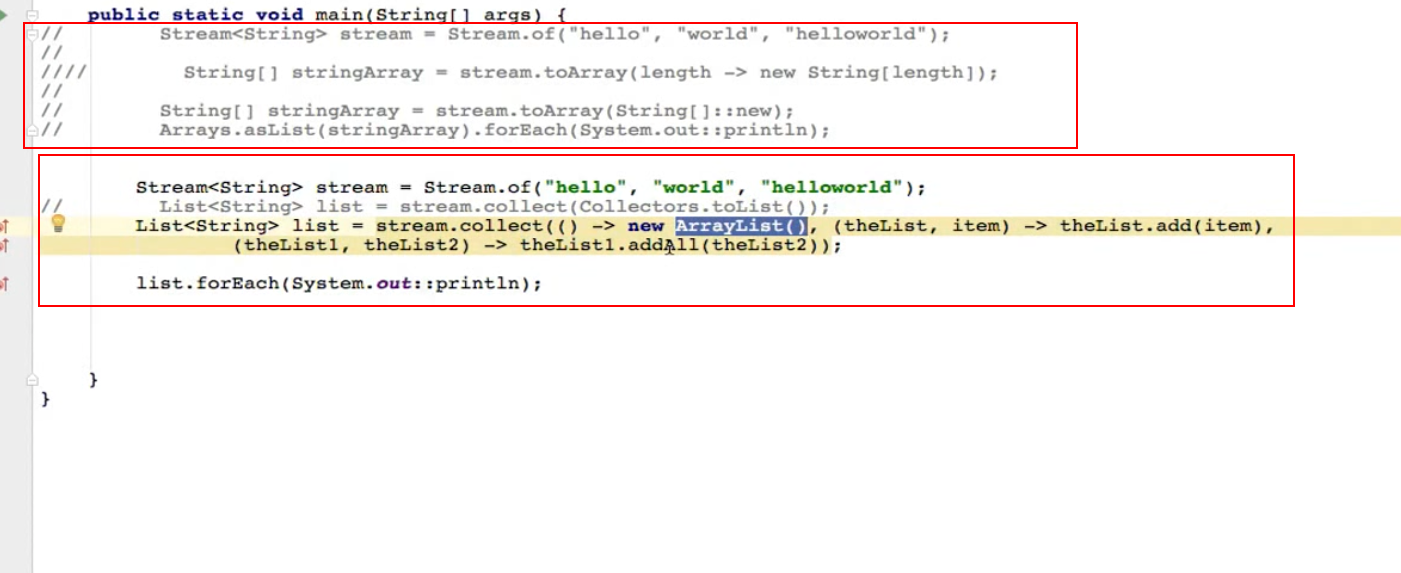 public static void main(String[] args) {
//        Stream<String> stream = Stream.of("hello", "world", "helloworld");
//
////        String[] stringArray = stream.toArray(length -> new String[length]);
//
//        String[] stringArray = stream.toArray(String[]::new);
//        Arrays.asList(stringArray).forEach(System.out::println);
Stream<String> stream = Stream.of("hello", "world", "helloworld");
//        List<String> list = stream.collect(Collectors.toList());
List<String> list = stream.collect(() -> new ArrayList(), (theList, item) -> theList.add(item),
(theList1, theList2) -> theList1.addAll(theList2));
list.forEach(System.out::println);
}
}